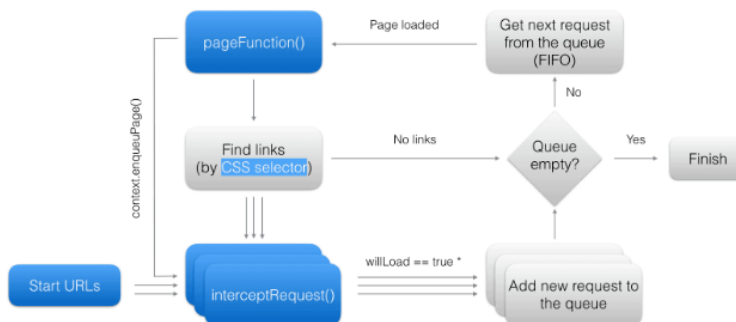 Page loaded
pageFunction()
Get next request
from the queue
(FIFO)
No
context.enqueuPage()
Find links
(by CSS selector)
No links
Queue
empty?
Yes
Finish
willLoad == true *
Start URLs
interceptRequest()
Add new request to
the queue